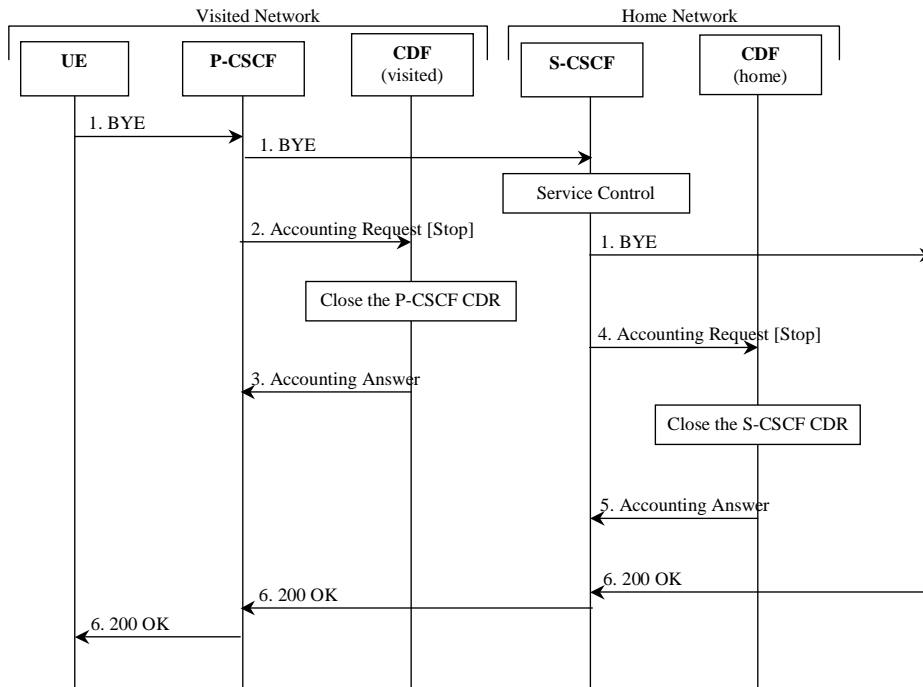 Visited Network
Home Network
UE
P-CSCF
CDF
(visited)
S-CSCF
CDF
(home)
1. BYE
1. BYE
Service Control
2. Accounting Request [Stop]
1. BYE
Close the P-CSCF CDR
4. Accounting Request [Stop]
3. Accounting Answer
Close the S-CSCF CDR
5. Accounting Answer
6. 200 OK
6. 200 OK
6. 200 OK